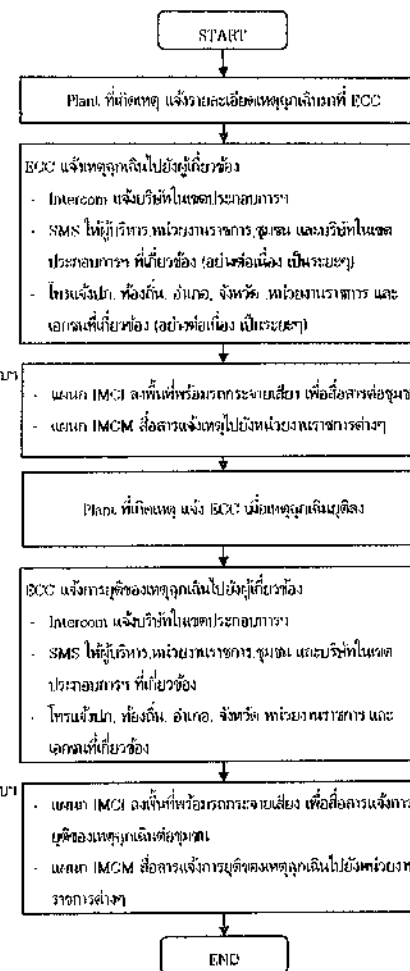 START
Plant ที่เกิดเหตุ แจ้งรายละเอียดเหตุฉุกเฉินมาที่ ECC
ECC แจ้งเหตุฉุกเฉินไปยังผู้เกี่ยวข้อง
- Intercom แจ้งบริษัทในเขตประกอบการฯ
- SMS ให้ผู้บริหาร,หน่วยงานราชการ,ชุมชน และบริษัทในเขต
ประกอบการฯ ที่เกี่ยวข้อง (อย่างต่อเนื่อง เป็นระยะๆ)
- โทรแจ้งปภ. ท้องถิ่น, อำเภอ, จังหวัด ,หน่วยงานราชการ และ
เอกชนที่เกี่ยวข้อง (อย่างต่อเนื่อง เป็นระยะๆ)
- แผนก IMCI ลงพื้นที่พร้อมรถกระจายเสียง เพื่อสื่อสารต่อชุมช
- แผนก IMCM สื่อสารแจ้งเหตุไปยังหน่วยงานราชการต่างๆ
Plant ที่เกิดเหตุ แจ้ง ECC เมื่อเหตุฉุกเฉินยุติลง
ECC แจ้งการยุติของเหตุฉุกเฉินไปยังผู้เกี่ยวข้อง
- Intercom แจ้งบริษัทในเขตประกอบการฯ
- SMS ให้ผู้บริหาร,หน่วยงานราชการ,ชุมชน และบริษัทในเขต
ประกอบการฯ ที่เกี่ยวข้อง
- โทรแจ้งปภ. ท้องถิ่น, อำเภอ, จังหวัด หน่วยงานราชการ และ
เอกชนที่เกี่ยวข้อง
- แผนก IMCI ลงพื้นที่พร้อมรถกระจายเสียง เพื่อสื่อสารแจ้งการ
ยุติของเหตุฉุกเฉินต่อชุมชน
- แผนก IMCM สื่อสารแจ้งการยุติของเหตุฉุกเฉินไปยังหน่วยงา
ราชการต่างๆ
END